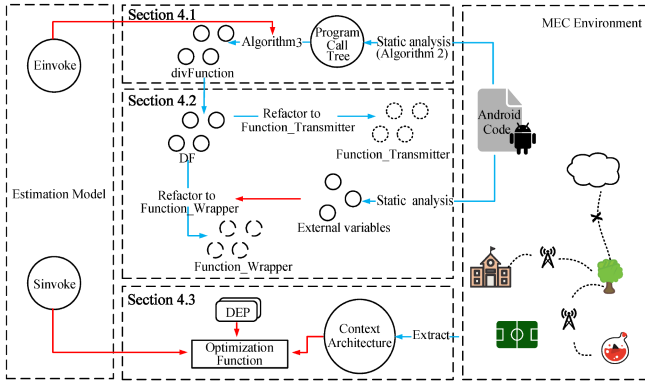 Section 4.1
MEC Environment
Einvoke
divFunction
Algorithm3
Program
Call
Tree
Static analysis
(Algorithm 2)
Android
Code
Section 4.2
DF
Refactor to
Function_Transmitter
Function_Transmitter
Estimation Model
Refactor to
Function_Wrapper
External variables
Static analysis
Function_Wrapper
Sinvoke
Section 4.3
DEP
Optimization
Function
Context
Architecture
Extract